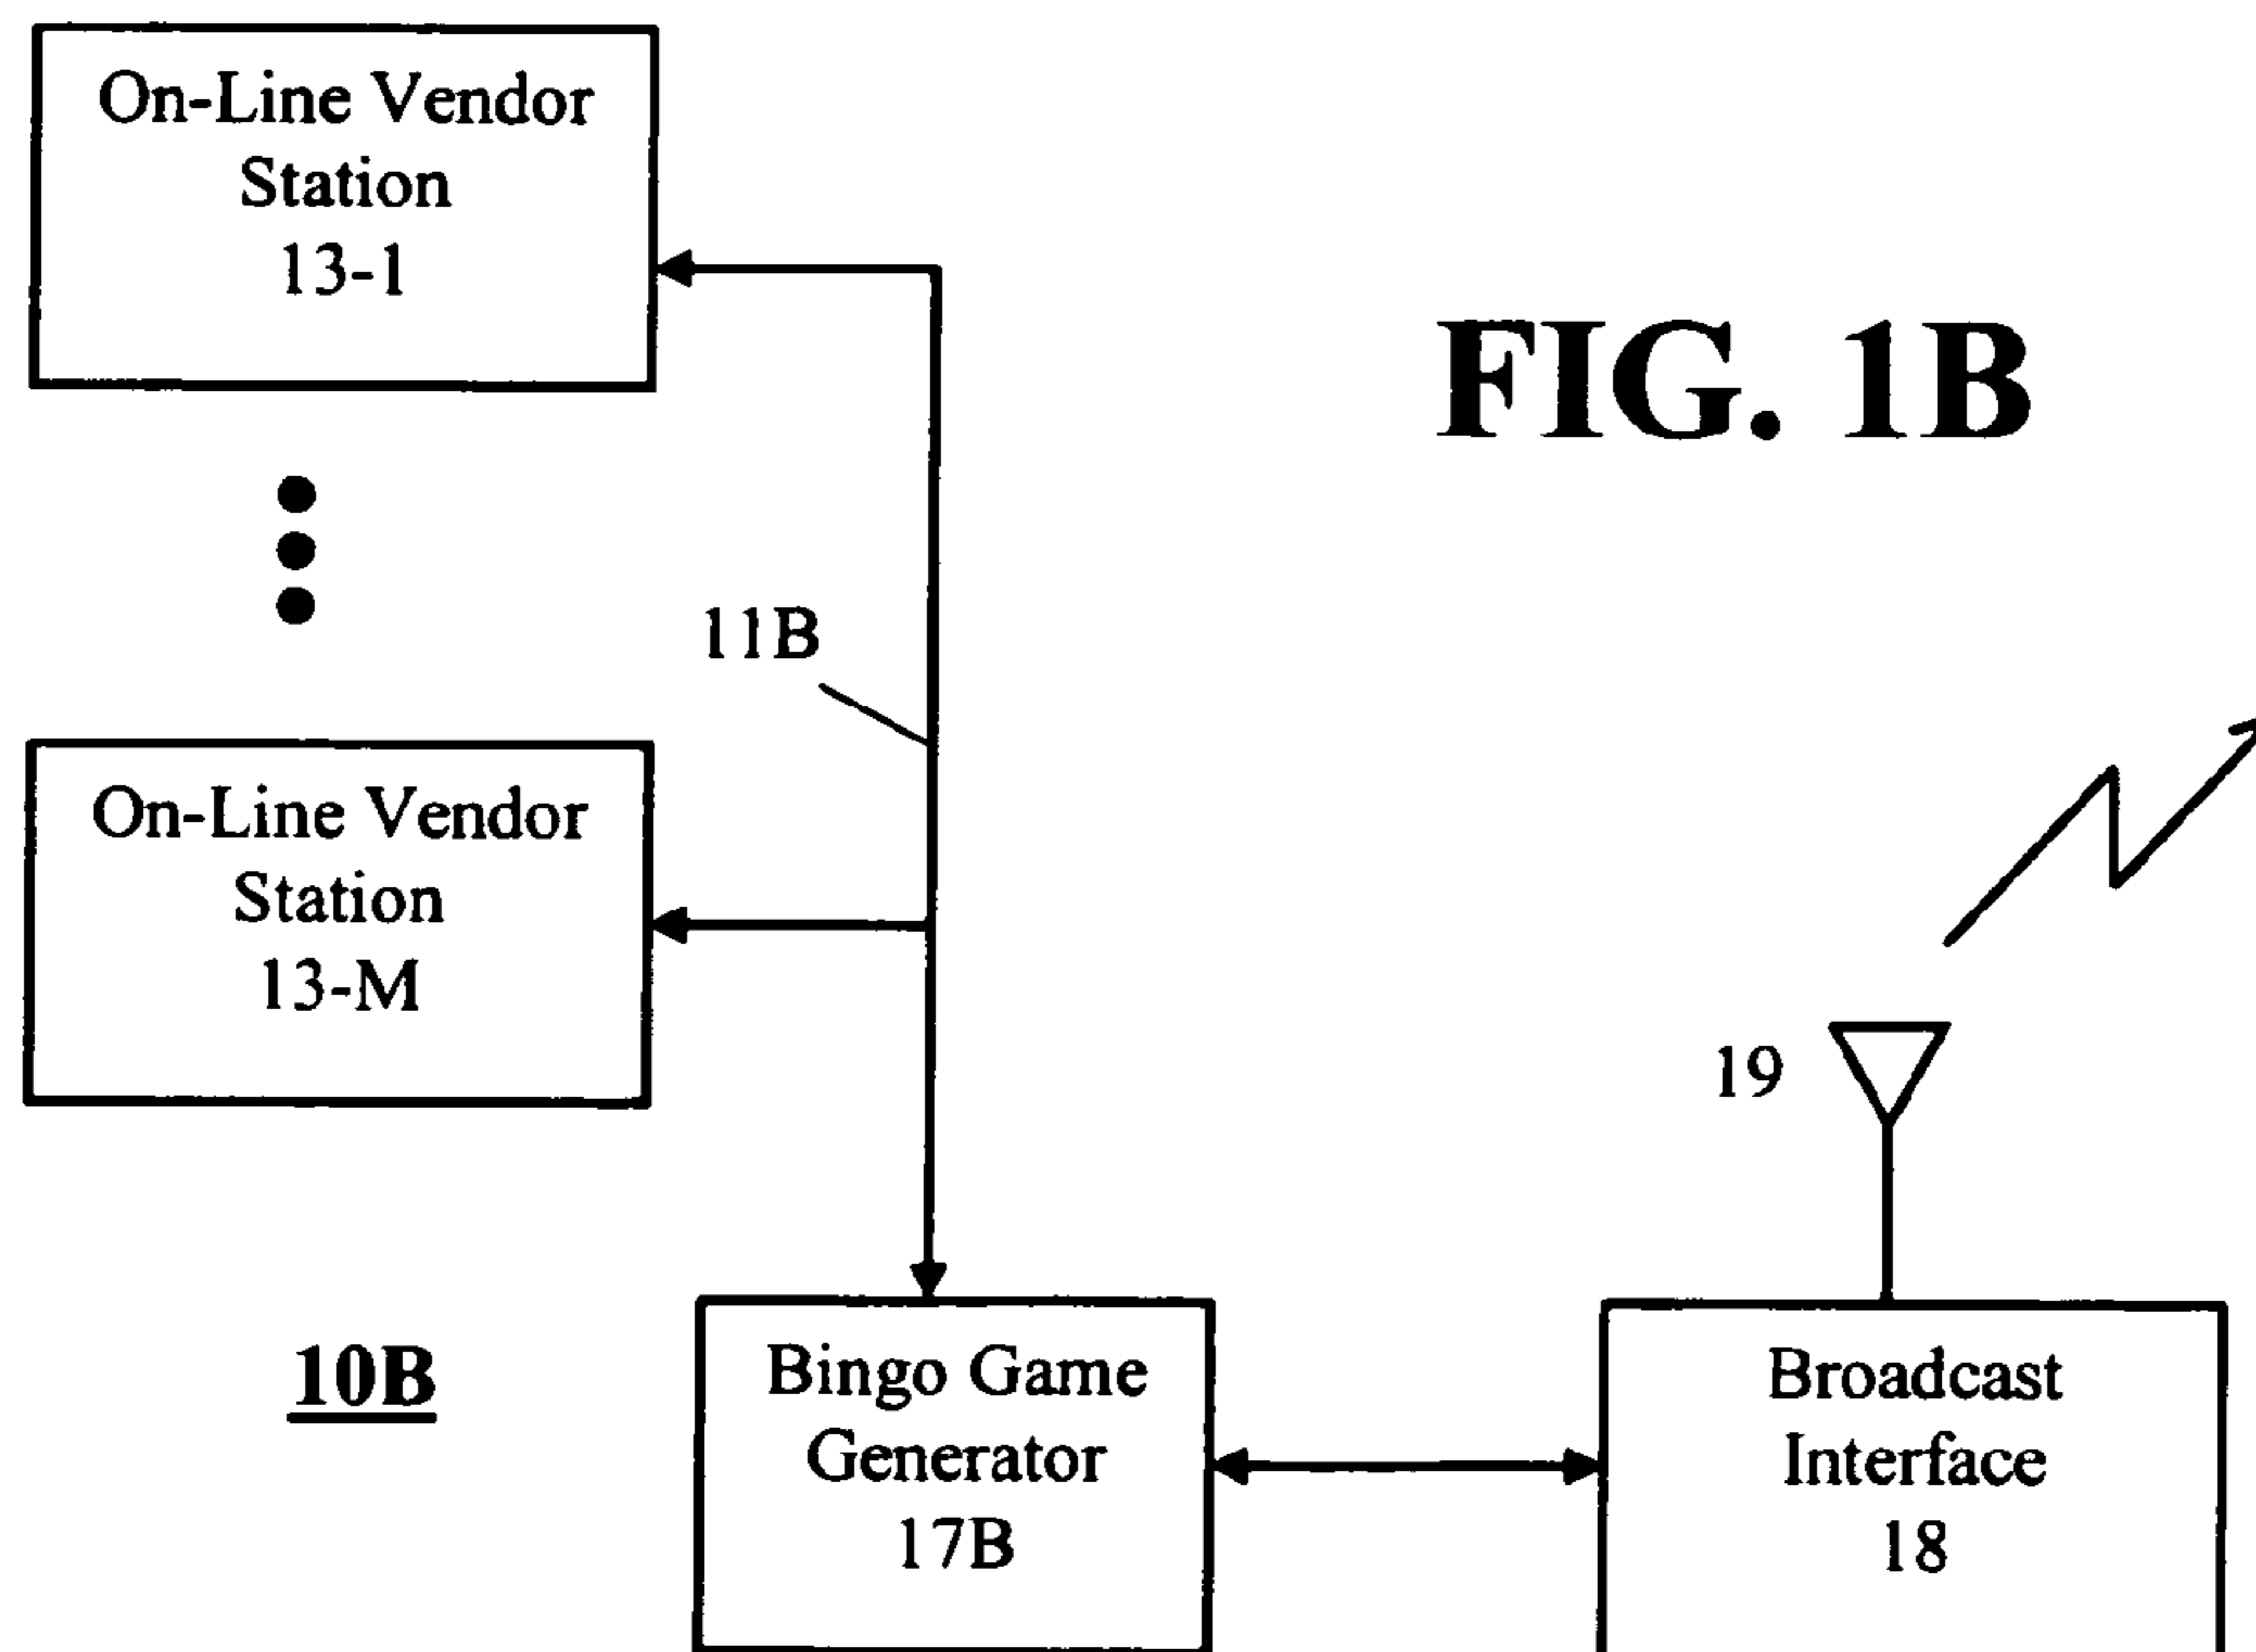 On-Line Vendor
Station
13-1
FIG. 1B
11B
On-Line Vendor
Station
13-M
19
10B
Bingo Game
Generator
17B
Broadcast
Interface
18